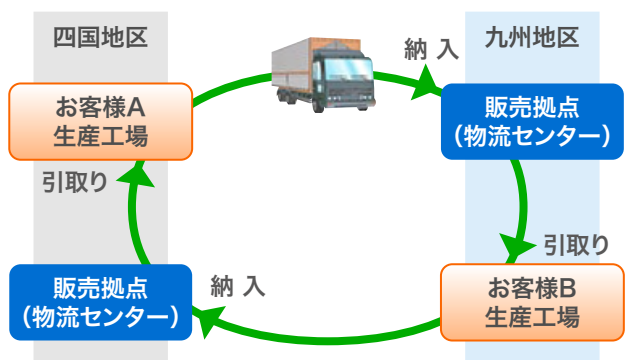 四国地区
九州地区
納 入
お客様A
生産工場
販売拠点
（物流センター）
引取り
引取り
販売拠点
（物流センター）
納 入
お客様B
生産工場